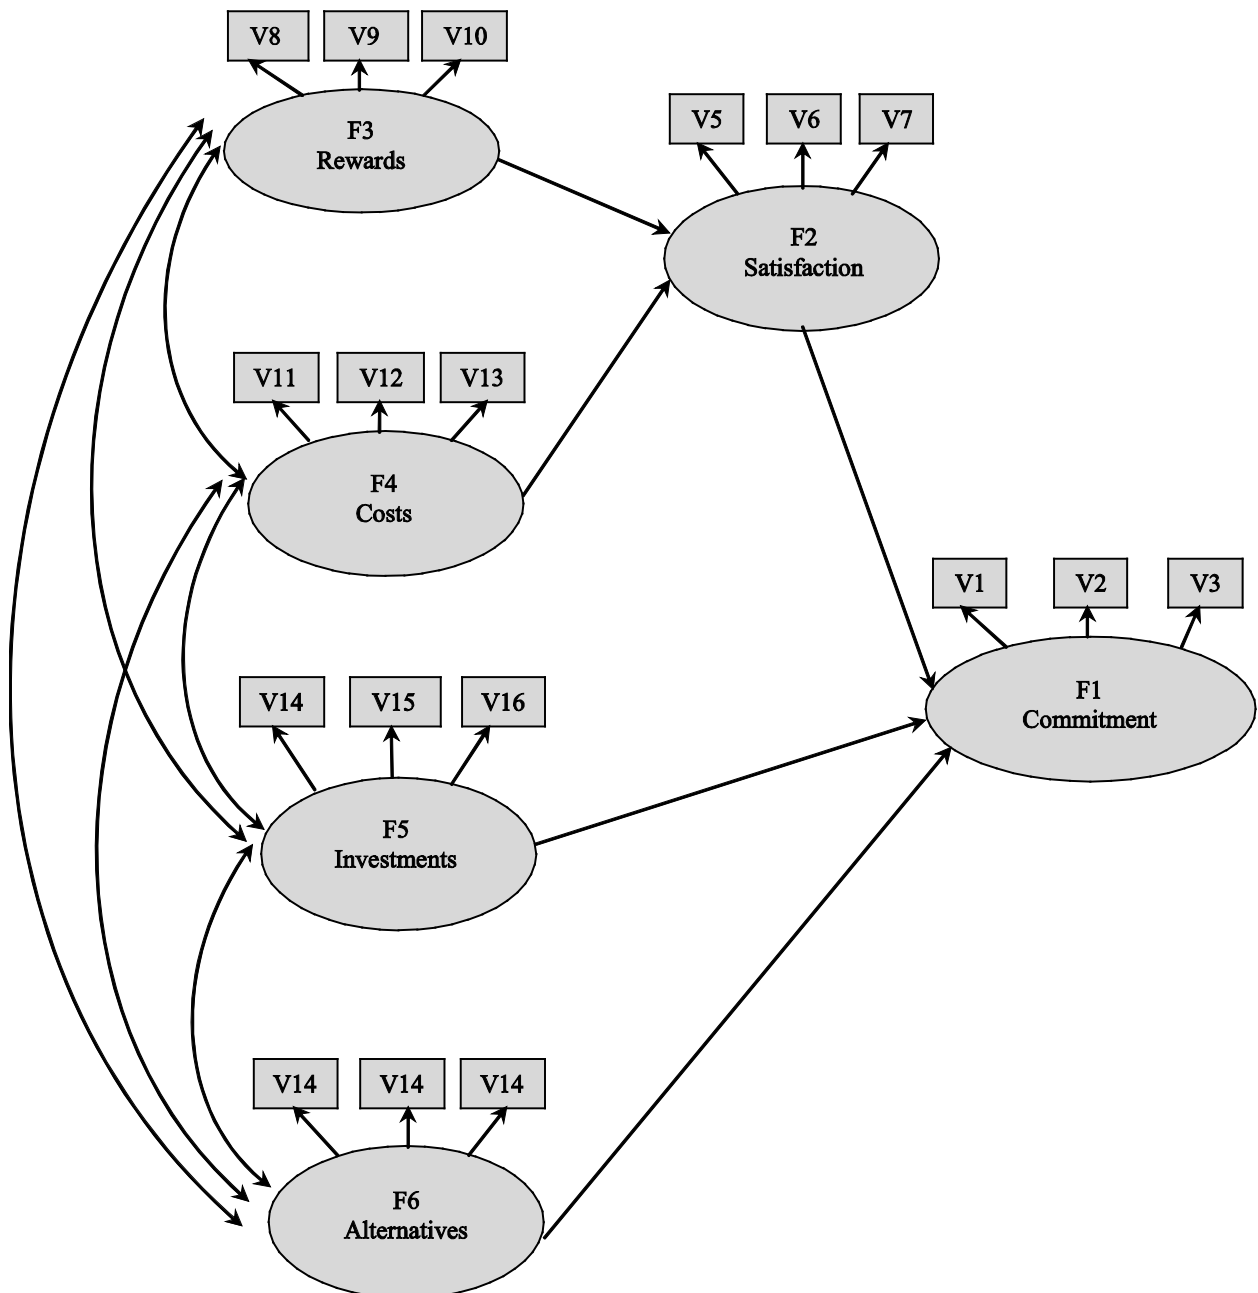 V8 V9 V10
F3
Rewards
V5 V6 V7
F2
Satisfaction
V11 V12 V13
F4
Costs
V1 V2 V3
F1
Commitment
V14 V15 V16
F5
Investments
V14 V14 V14
F6
Alternatives